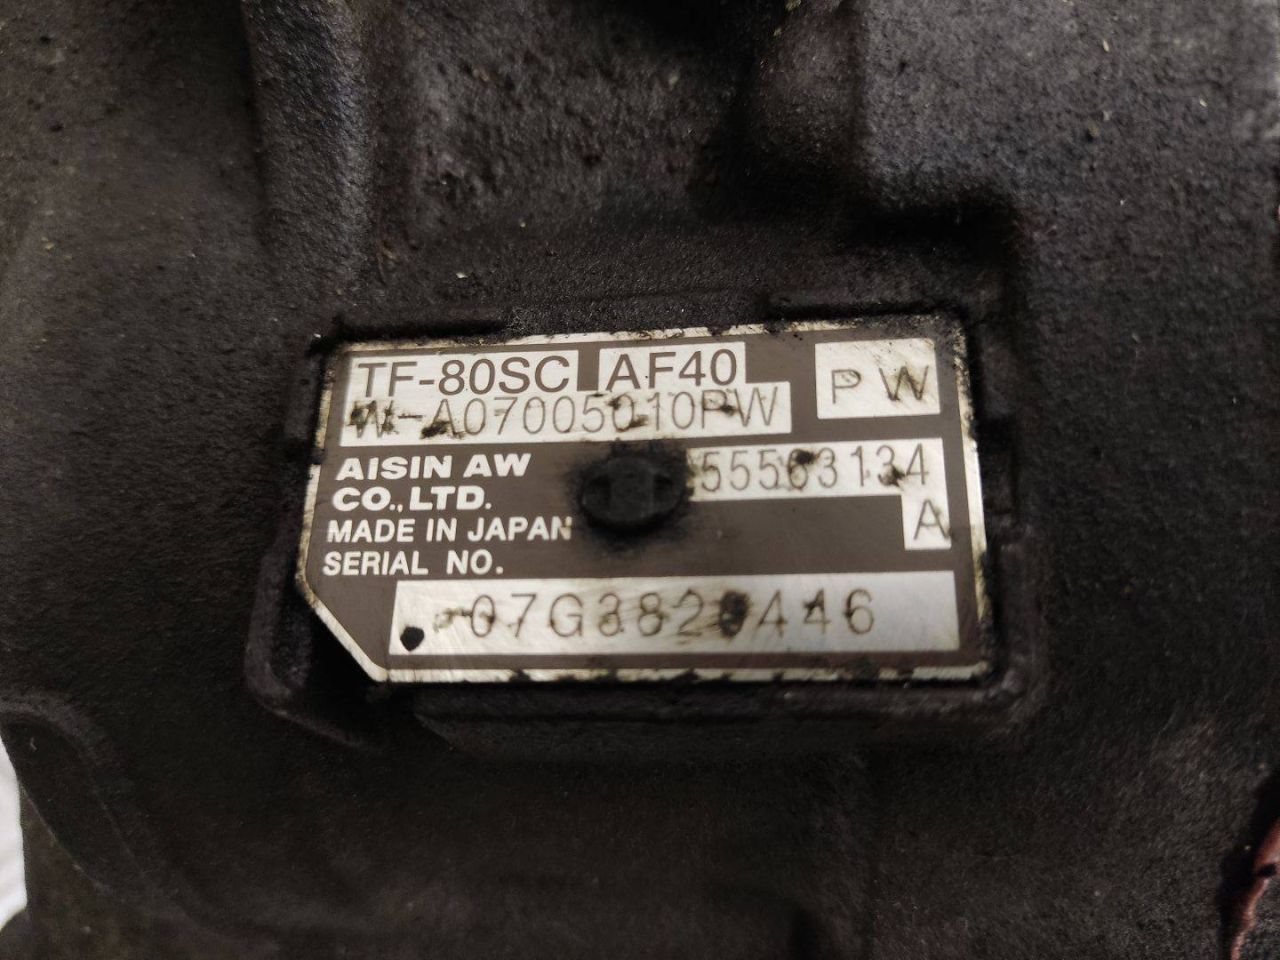 TF-80SC AF40 PW
W-A07005010PW
AISIN AW 55563134
CO.,LTD. A
MADE IN JAPAN
SERIAL NO.